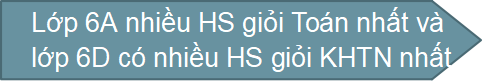 Lớp 6A nhiều HS giỏi Toán nhất và
lớp 6D có nhiều HS giỏi KHTN nhất